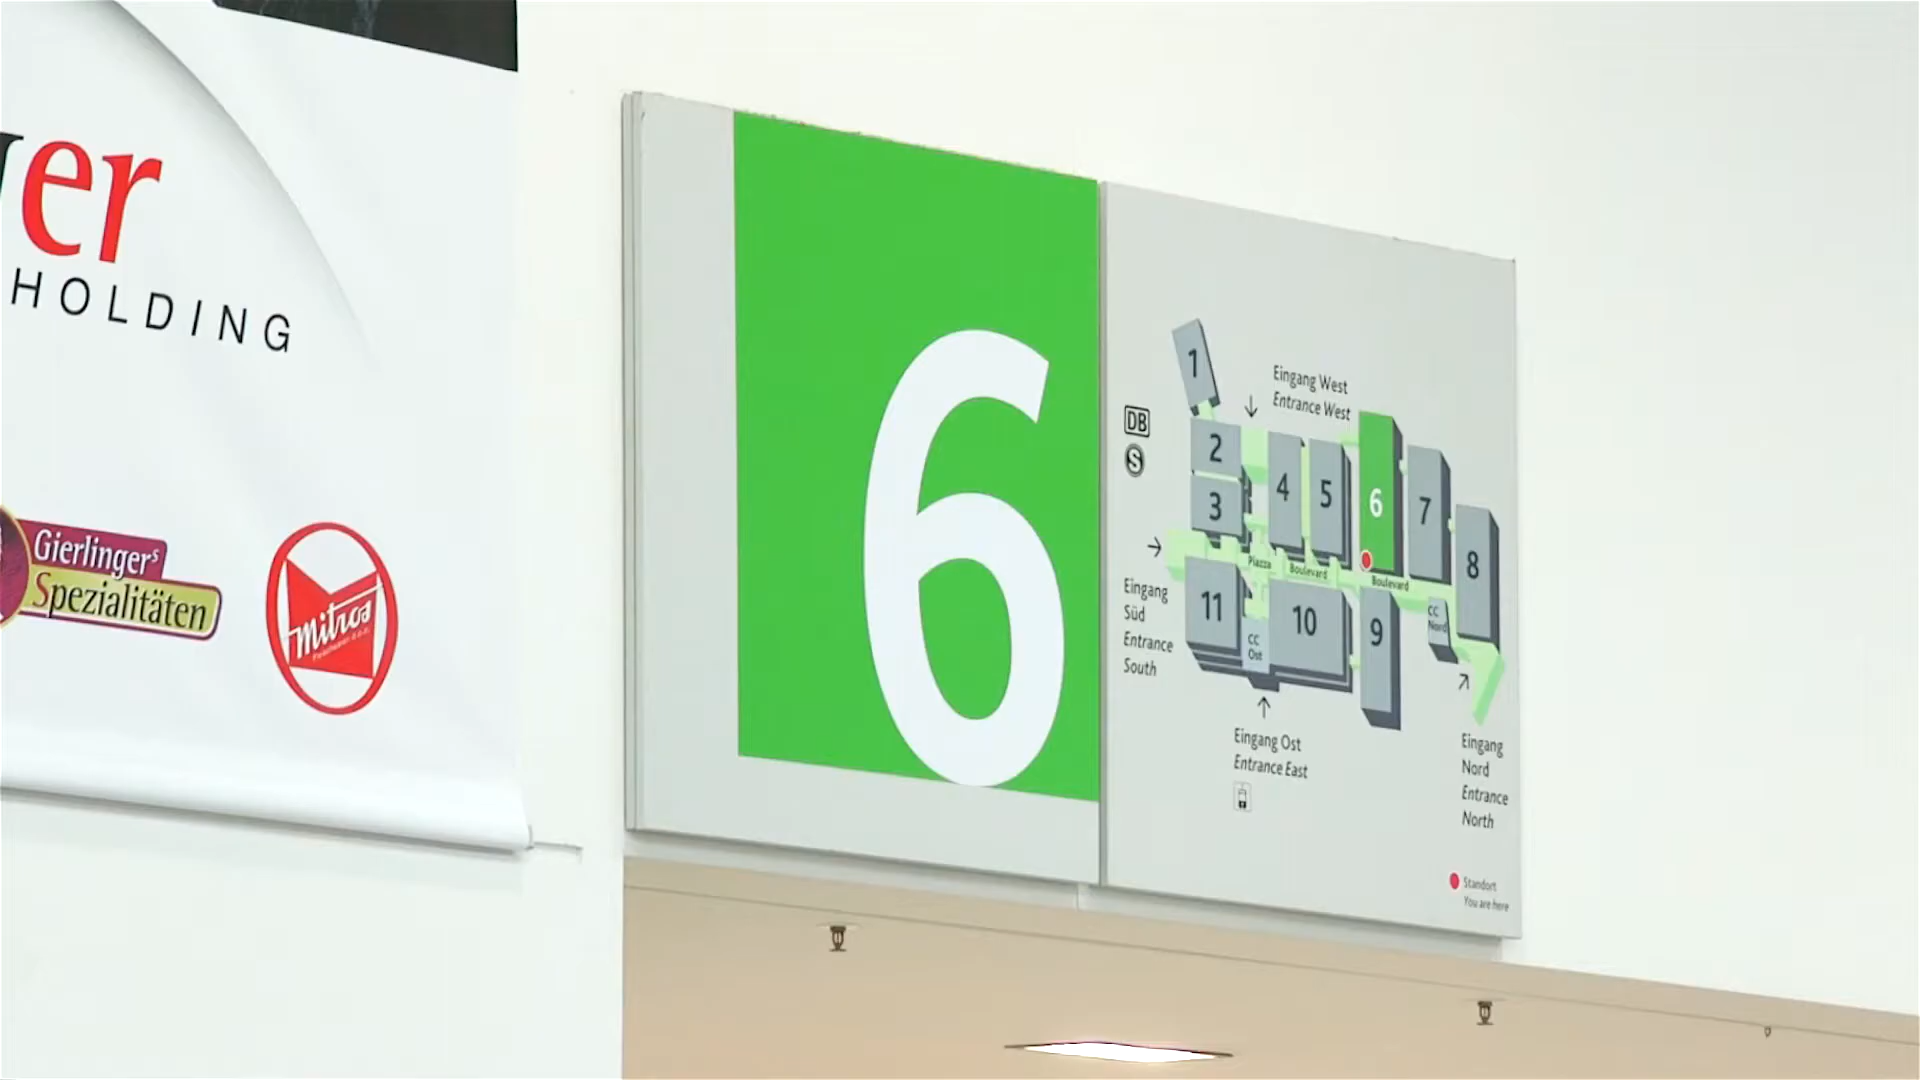 er
HOLDING
Gierlingers
Spezialitäten
Mitros
6
1
Eingang West
Entrance West
DB
S
2
3
4
5
6
7
8
Piazza
Boulevard
Boulevard
11
10
9
CC
Ost
CC
Nord
Eingang
Süd
Entrance
South
Eingang Ost
Entrance East
Eingang
Nord
Entrance
North
Standort
You are here